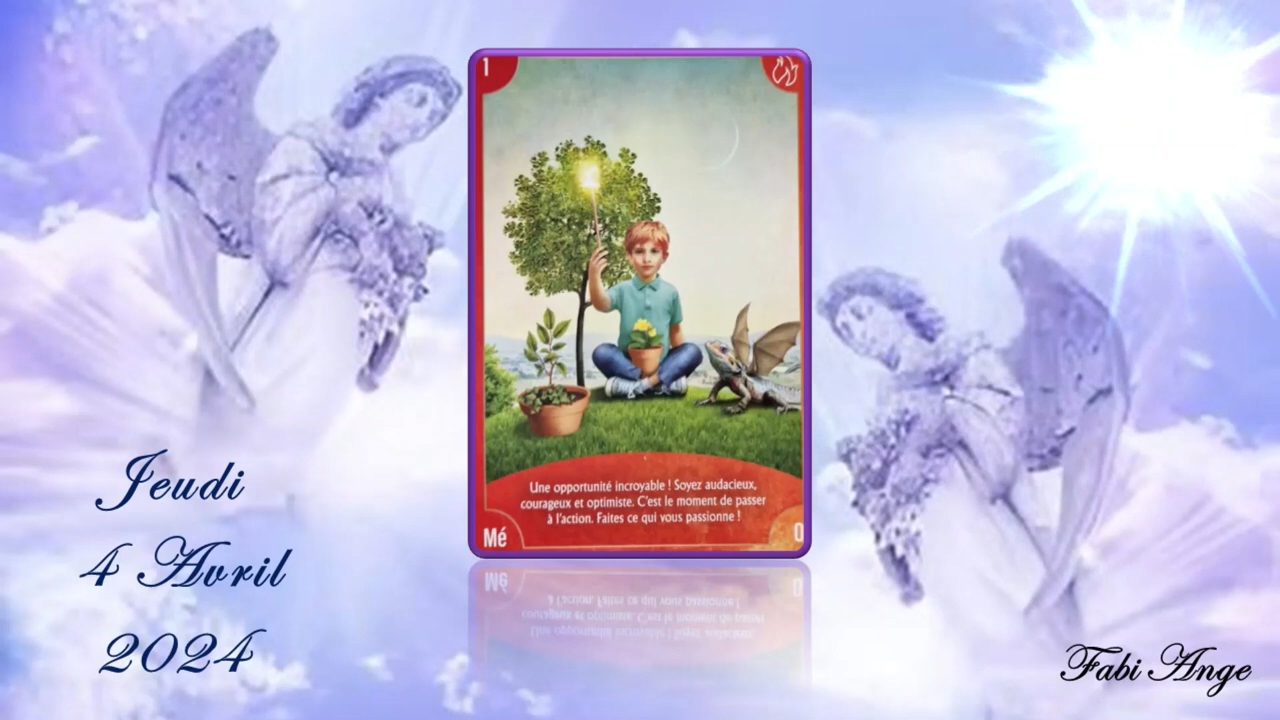 1
Une opportunité incroyable ! Soyez audacieux,
courageux et optimiste. C'est le moment de passer
à l'action. Faites ce qui vous passionne !
Mé
O
Jeudi
4 Avril
2024
Fabi Ange